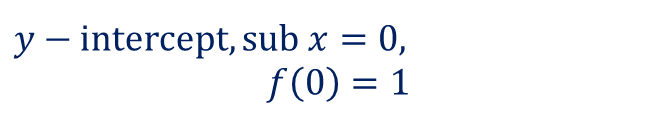 y − intercept, sub x = 0,
f(0) = 1